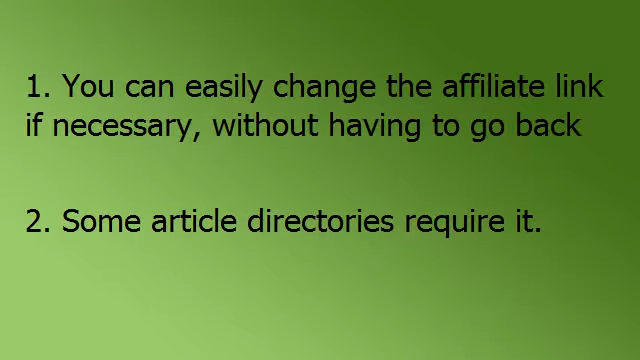 1. You can easily change the affiliate link
if necessary, without having to go back
2. Some article directories require it.